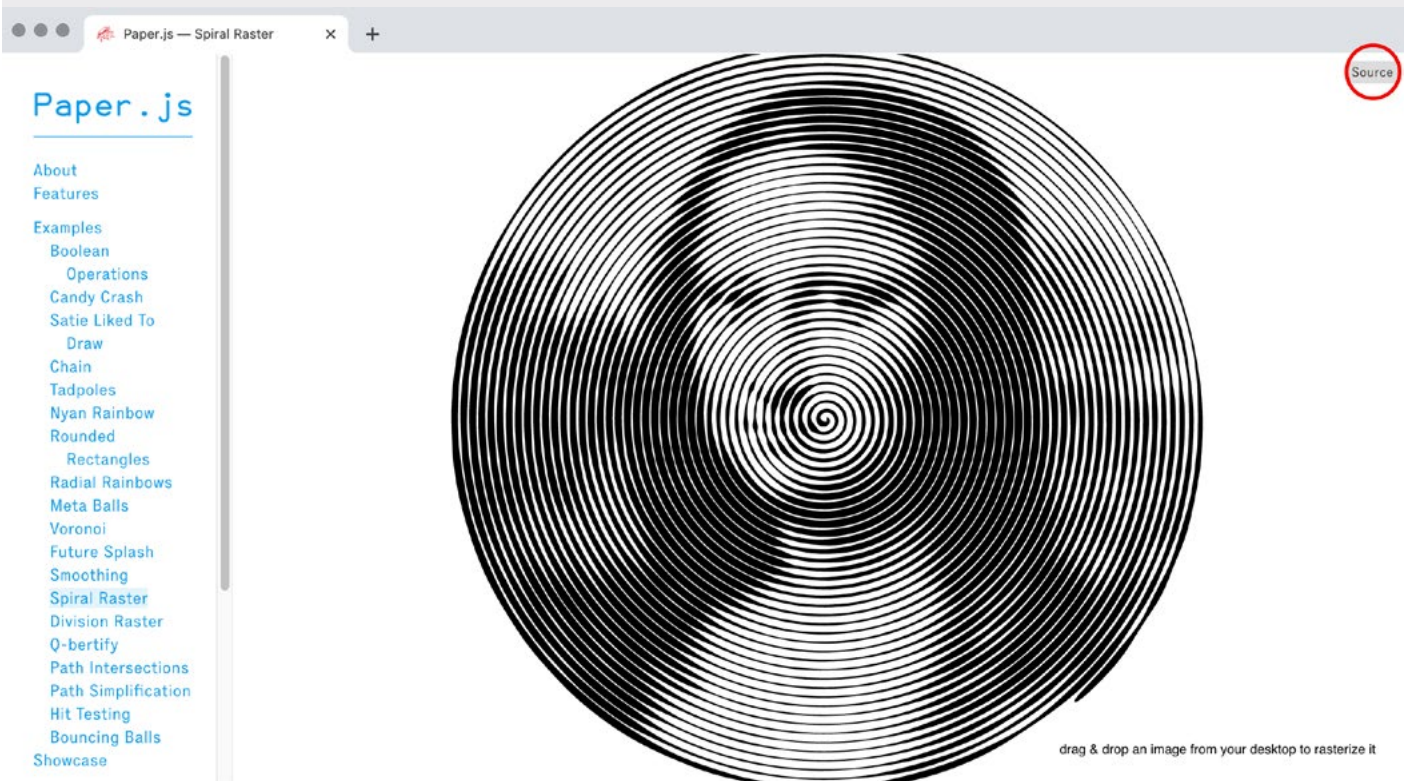 Paper.js — Spiral Raster
Source
Paper.js
About
Features
Examples
Boolean
Operations
Candy Crash
Satie Liked To
Draw
Chain
Tadpoles
Nyan Rainbow
Rounded
Rectangles
Radial Rainbows
Meta Balls
Voronoi
Future Splash
Smoothing
Spiral Raster
Division Raster
Q-bertify
Path Intersections
Path Simplification
Hit Testing
Bouncing Balls
Showcase
drag & drop an image from your desktop to rasterize it